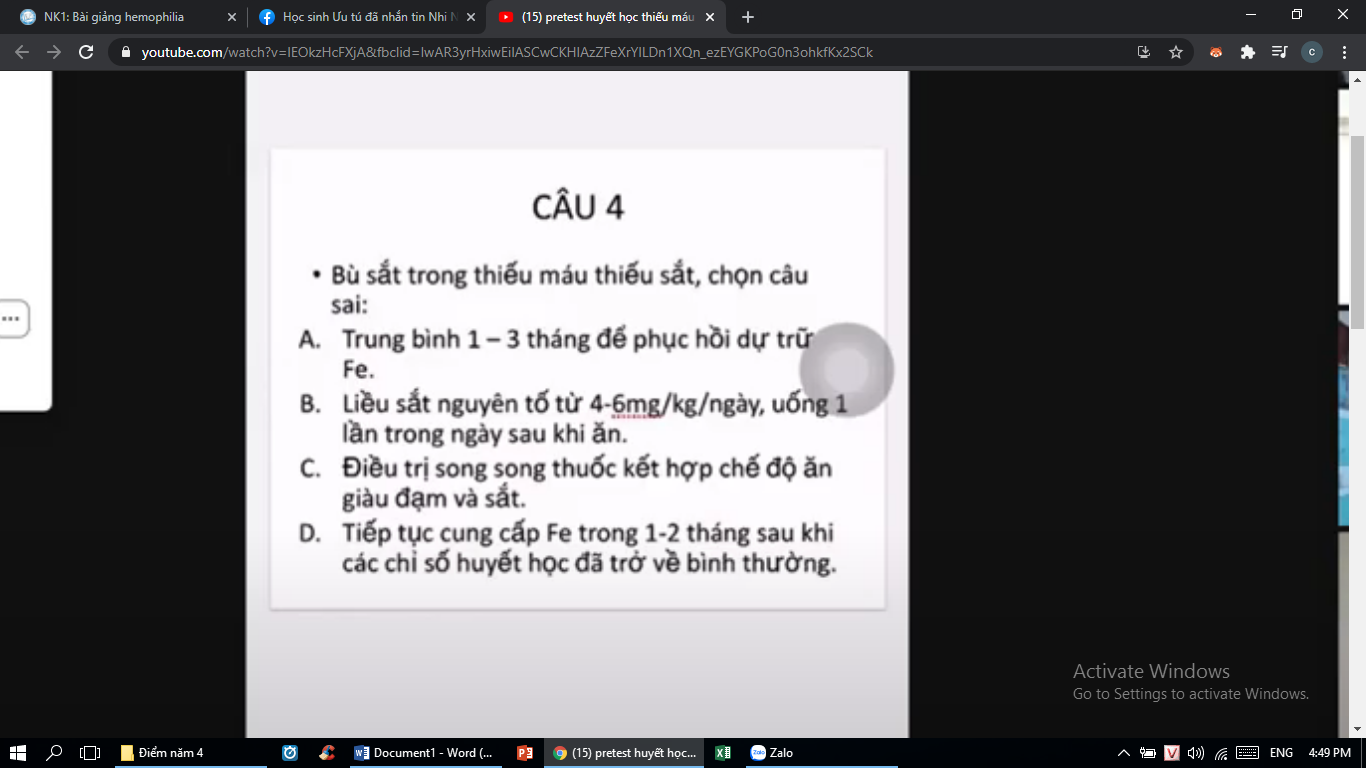 NK1: Bài giảng hemophilia
Học sinh Ưu tú đã nhắn tin Nhi N
(15) pretest huyết học thiếu máu
youtube.com/watch?v=IEOkzHcFXjA&fbclid=IwAR3yrHxiwEilASCwCKHIAzZFeXrYlLDn1XQn_ezEYGKPoG0n3ohkfKx2SCk
c
CÂU 4
• Bù sắt trong thiếu máu thiếu sắt, chọn câu
sai:
A. Trung bình 1 – 3 tháng để phục hồi dự trữ
Fe.
B. Liều sắt nguyên tố từ 4-6mg/kg/ngày, uống 1
lần trong ngày sau khi ăn.
C. Điều trị song song thuốc kết hợp chế độ ăn
giàu đạm và sắt.
D. Tiếp tục cung cấp Fe trong 1-2 tháng sau khi
các chỉ số huyết học đã trở về bình thường.
Activate Windows
Go to Settings to activate Windows.
Điểm năm 4
Document1 - Word (...
(15) pretest huyết học...
Zalo
ENG
4:49 PM